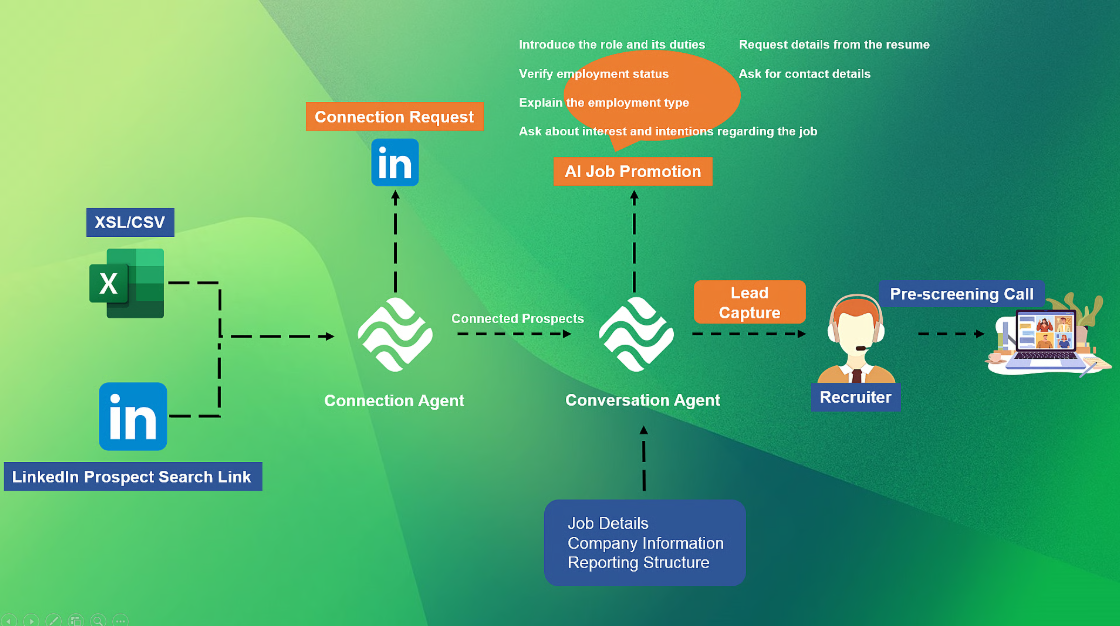 Introduce the role and its duties
Request details from the resume
Verify employment status
Ask for contact details
Explain the employment type
Ask about interest and intentions regarding the job
Connection Request
in
AI Job Promotion
XSL/CSV
X
Lead
Capture
Pre-screening Call
Connected Prospects
Connection Agent
Conversation Agent
Recruiter
in
LinkedIn Prospect Search Link
Job Details
Company Information
Reporting Structure